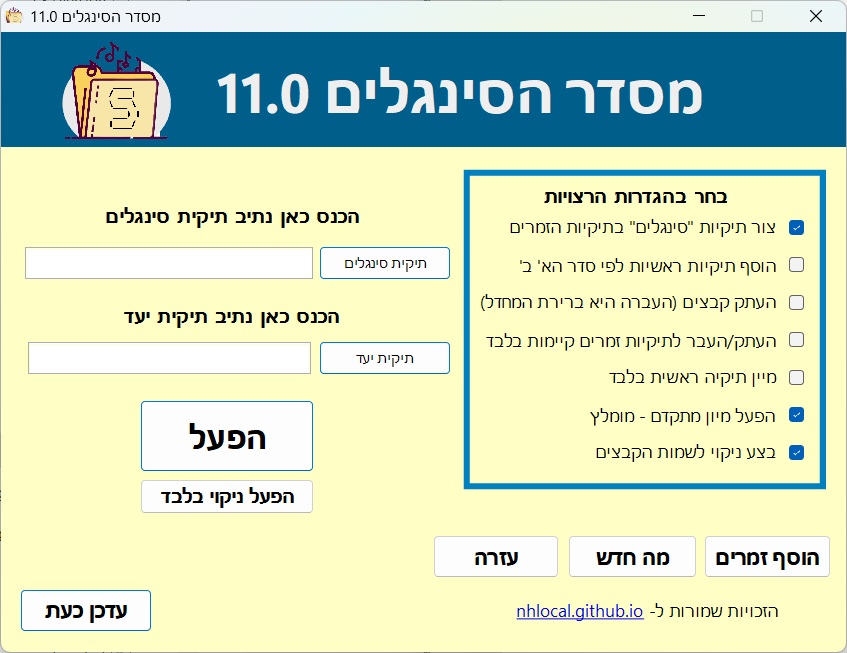 מסדר הסינגלים 11.0
מסדר הסינגלים 11.0
בחר בהגדרות הרצויות
צור תיקיות "סינגלים" בתיקיות הזמרים
הוסף תיקיות ראשיות לפי סדר הא' ב'
העתק קבצים (העברה היא ברירת המחדל)
העתק/העבר לתיקיות זמרים קיימות בלבד
מיין תיקיה ראשית בלבד
הפעל מיון מתקדם - מומלץ
בצע ניקוי לשמות הקבצים
הכנס כאן נתיב תיקית סינגלים
תיקית סינגלים
הכנס כאן נתיב תיקית יעד
תיקית יעד
הפעל
הפעל ניקוי בלבד
הוסף זמרים
מה חדש
עזרה
הזכויות שמורות ל- nhlocal.github.io
עדכן כעת